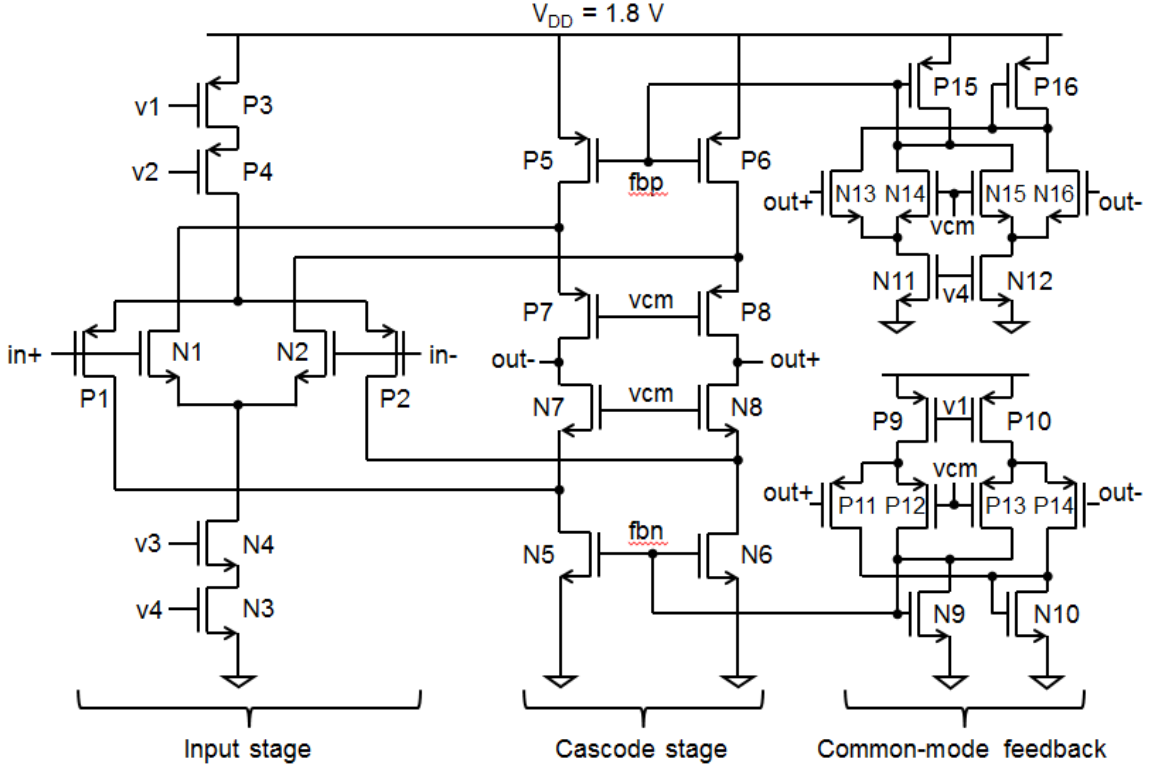 V_DD = 1.8 V
v1 P3
v2 P4
P5 P6
fbp
P15 P16
out+ N13 N14 N15 N16 out-
vcm
N11 v4 N12
P7 vcm P8
in+ N1 N2 in-
P1 P2
out- out+
N7 vcm N8
P9 v1 P10
vcm
out+ P11 P12 P13 P14 out-
v3 N4
v4 N3
N5 fbn N6
N9 N10
Input stage
Cascode stage
Common-mode feedback